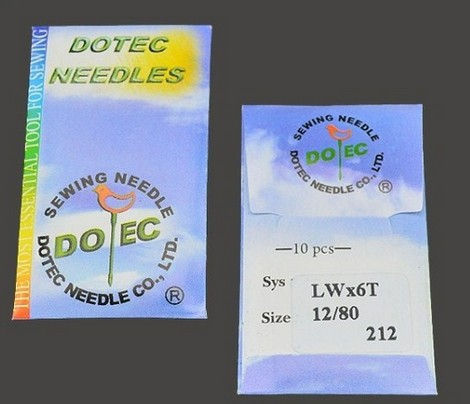 DOTEC
NEEDLES
THE MOST ESSENTIAL TOOL FOR SEWING
SEWING NEEDLE
DOTEC
DOTEC NEEDLE CO., LTD.
®
SEWING NEEDLE
DOTEC
DOTEC NEEDLE CO., LTD.
®
—10 pcs—
Sys LWx6T
Size 12/80
212